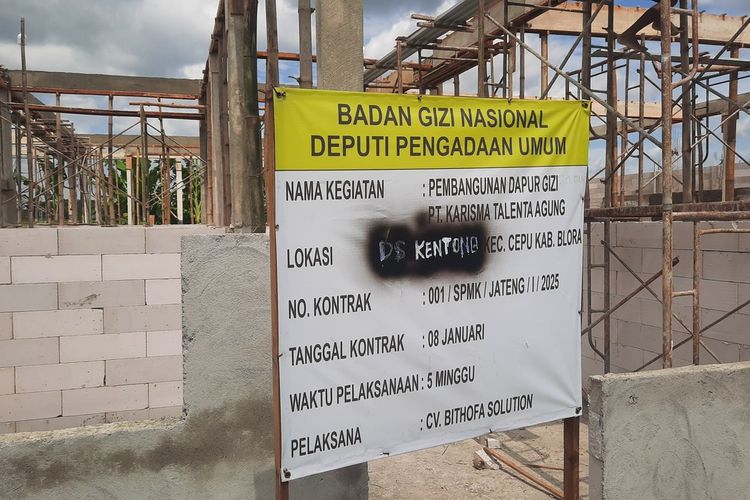 BADAN GIZI NASIONAL
DEPUTI PENGADAAN UMUM
NAMA KEGIATAN : PEMBANGUNAN DAPUR GIZI
PT. KARISMA TALENTA AGUNG
LOKASI DS KENTONG KEC. CEPU KAB. BLORA
NO. KONTRAK : 001 / SPMK / JATENG / I / 2025
TANGGAL KONTRAK : 08 JANUARI
WAKTU PELAKSANAAN : 5 MINGGU
PELAKSANA : CV. BITHOFA SOLUTION